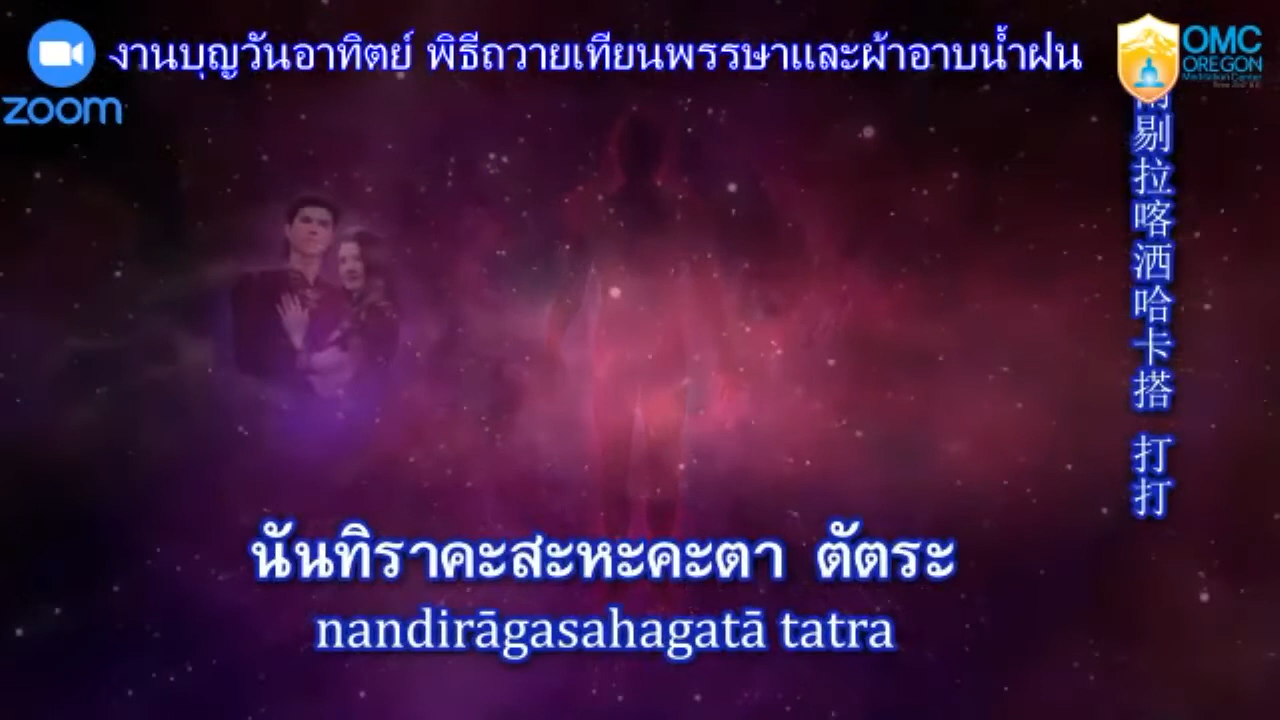 zoom
งานบุญวันอาทิตย์ พิธีถวายเทียนพรรษาและผ้าอาบน้ำฝน
OMC
OREGON
Meditation Center
剔拉喀洒哈卡搭 打打
นันทิราคะสะหะคะตา ตัตระ
nandirāgasahagatā tatra